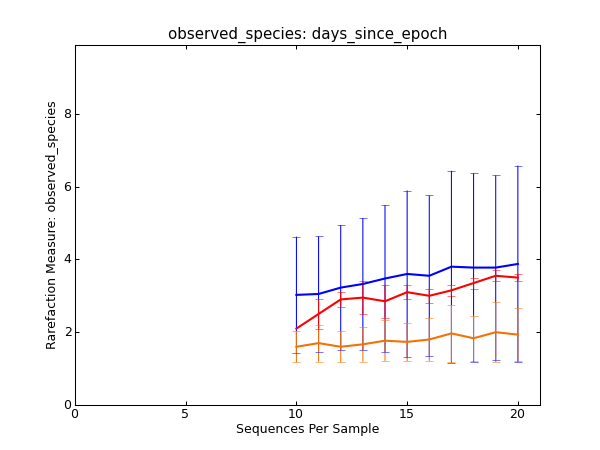 observed_species: days_since_epoch
Rarefaction Measure: observed_species
8
6
4
2
0
0 5 10 15 20
Sequences Per Sample